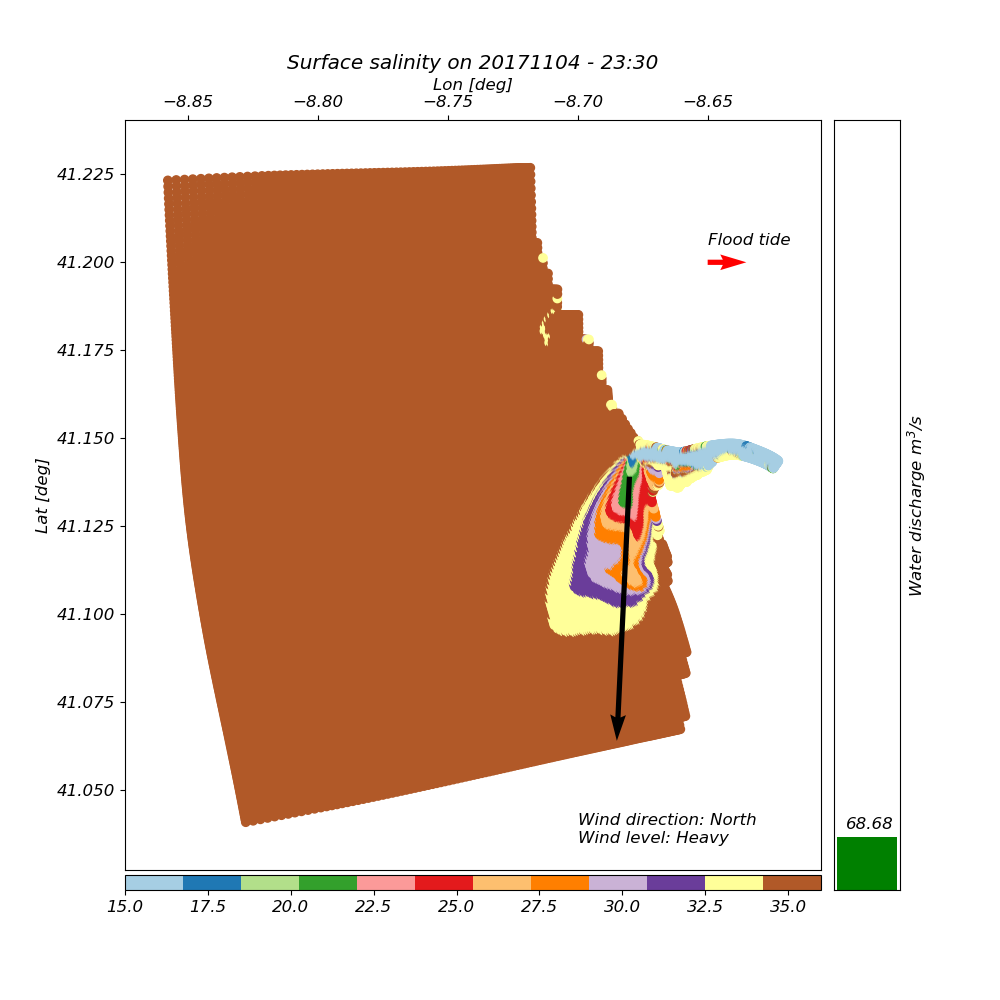 Surface salinity on 20171104 - 23:30
Lon [deg]
−8.85 −8.80 −8.75 −8.70 −8.65
41.225
41.200
41.175
41.150
41.125
41.100
41.075
41.050
Lat [deg]
Flood tide
Wind direction: North
Wind level: Heavy
15.0 17.5 20.0 22.5 25.0 27.5 30.0 32.5 35.0
68.68
Water discharge m³/s